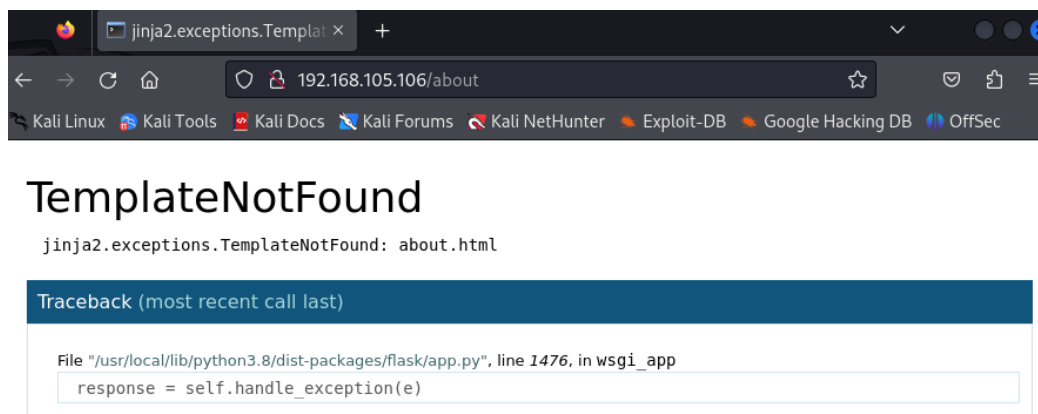 jinja2.exceptions.Templat
192.168.105.106/about
Kali Linux Kali Tools Kali Docs Kali Forums Kali NetHunter Exploit-DB Google Hacking DB OffSec
TemplateNotFound
jinja2.exceptions.TemplateNotFound: about.html
Traceback (most recent call last)
File "/usr/local/lib/python3.8/dist-packages/flask/app.py", line 1476, in wsgi_app
response = self.handle_exception(e)